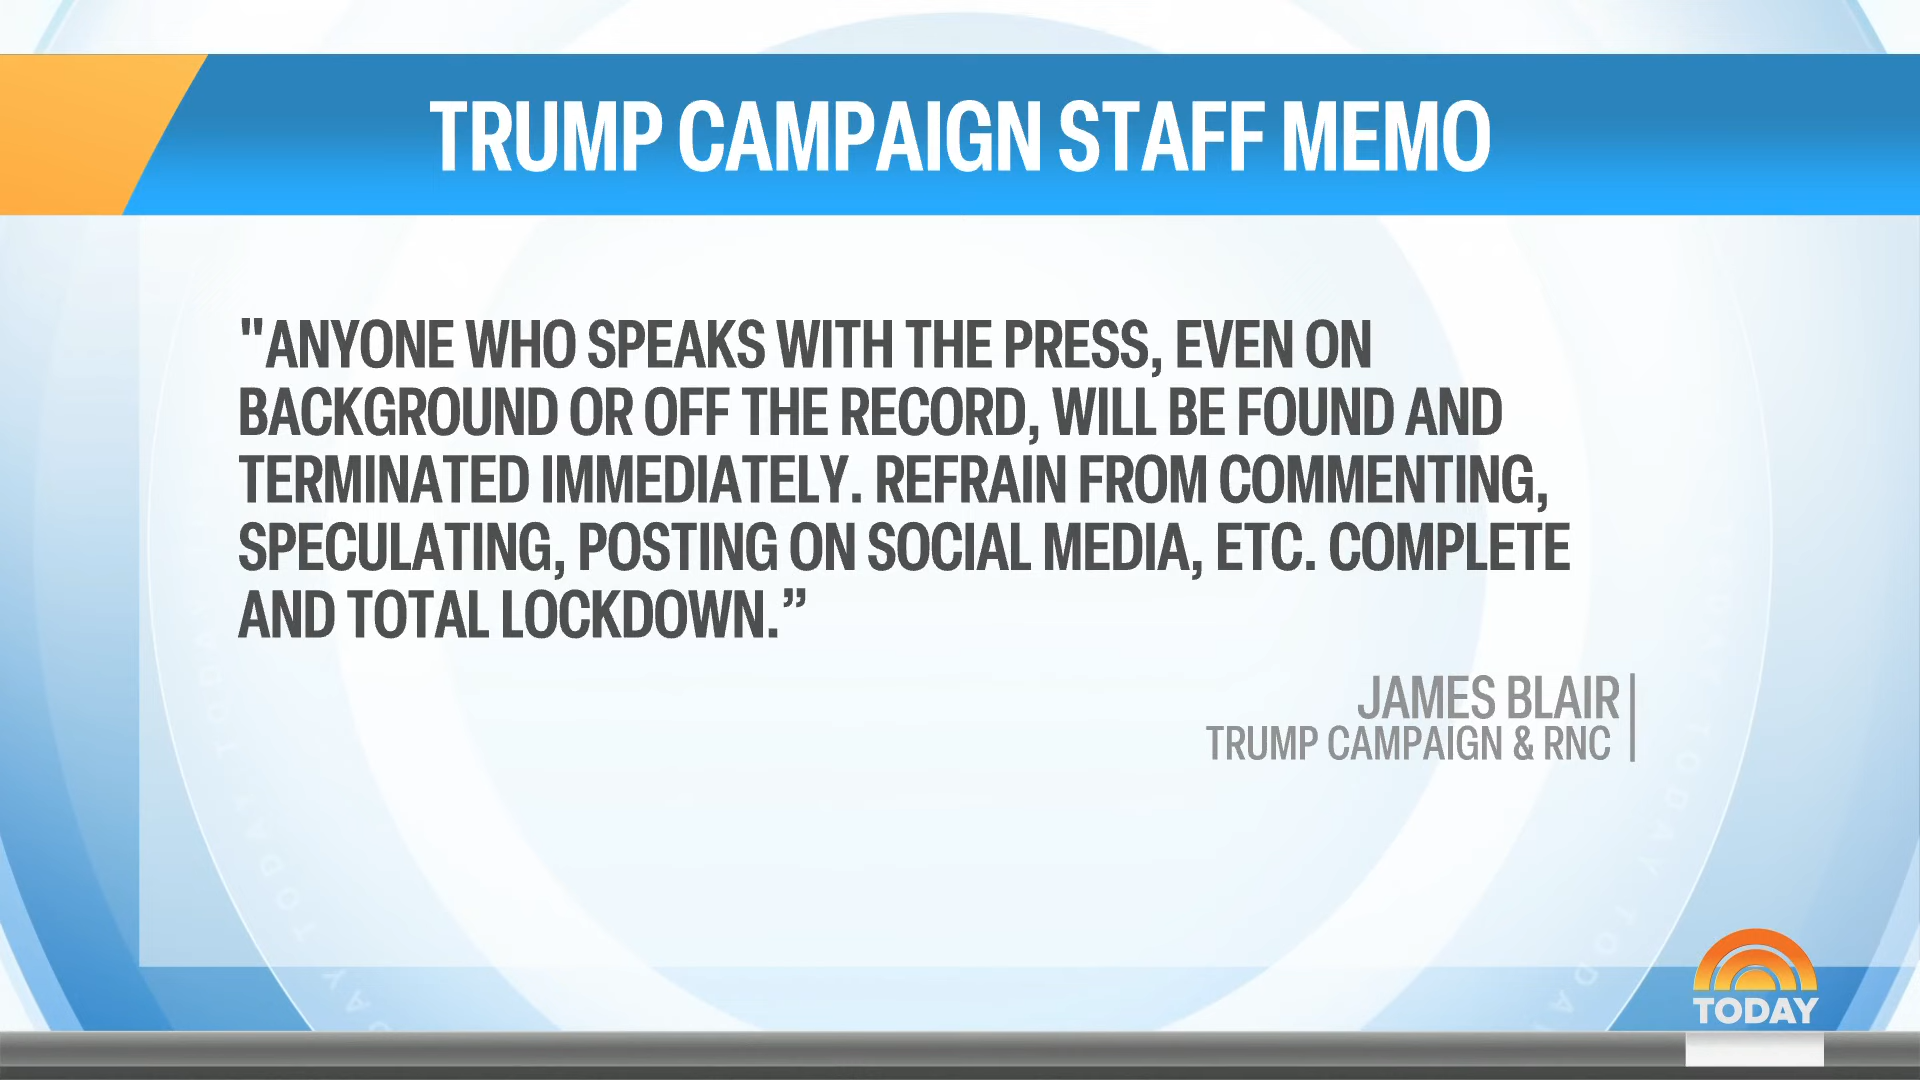 TRUMP CAMPAIGN STAFF MEMO
"ANYONE WHO SPEAKS WITH THE PRESS, EVEN ON
BACKGROUND OR OFF THE RECORD, WILL BE FOUND AND
TERMINATED IMMEDIATELY. REFRAIN FROM COMMENTING,
SPECULATING, POSTING ON SOCIAL MEDIA, ETC. COMPLETE
AND TOTAL LOCKDOWN.”
JAMES BLAIR
TRUMP CAMPAIGN & RNC
TODAY